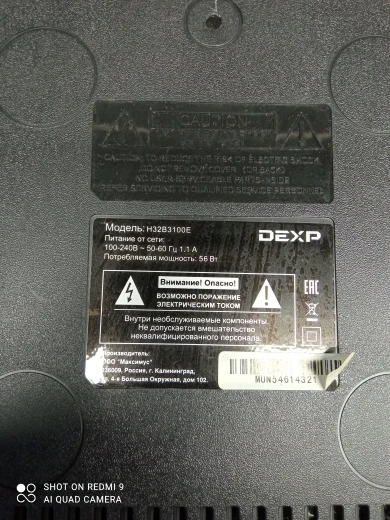 CAUTION
CAUTION: TO REDUCE THE RISK OF ELECTRIC SHOCK,
DO NOT REMOVE COVER (OR BACK)
NO USER-SERVICEABLE PARTS INSIDE
REFER SERVICING TO QUALIFIED SERVICE PERSONNEL
Модель: H32B3100E
DEXP
Питание от сети:
100-240В ~ 50-60 Гц 1.1 А
Потребляемая мощность: 56 Вт
Внимание! Опасно!
ВОЗМОЖНО ПОРАЖЕНИЕ
ЭЛЕКТРИЧЕСКИМ ТОКОМ
EAC
Внутри необслуживаемые компоненты.
Не допускается вмешательство
неквалифицированного персонала.
Производитель:
ООО "Максимус"
236009, Россия, г. Калининград,
4-я Большая Окружная, дом 102.
MUN54614321
SHOT ON REDMI 9
AI QUAD CAMERA